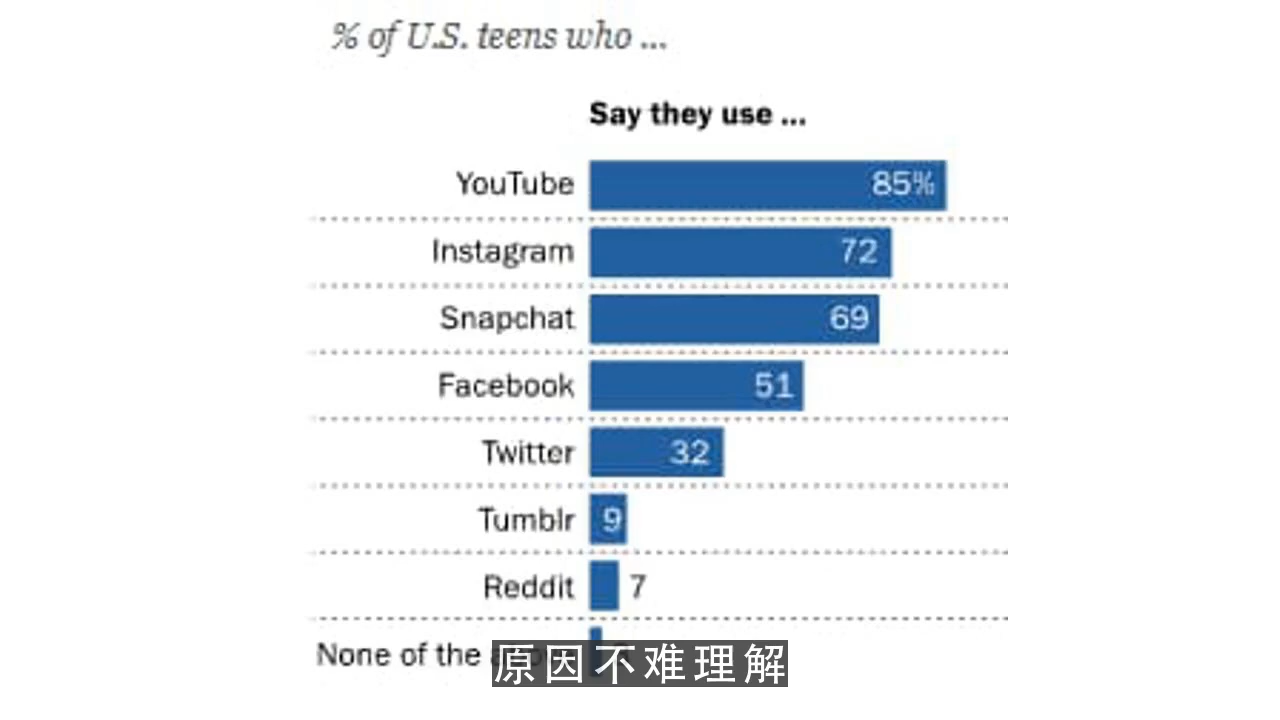 % of U.S. teens who ...
Say they use ...
YouTube 85%
Instagram 72
Snapchat 69
Facebook 51
Twitter 32
Tumblr 9
Reddit 7
None of the
原因不难理解